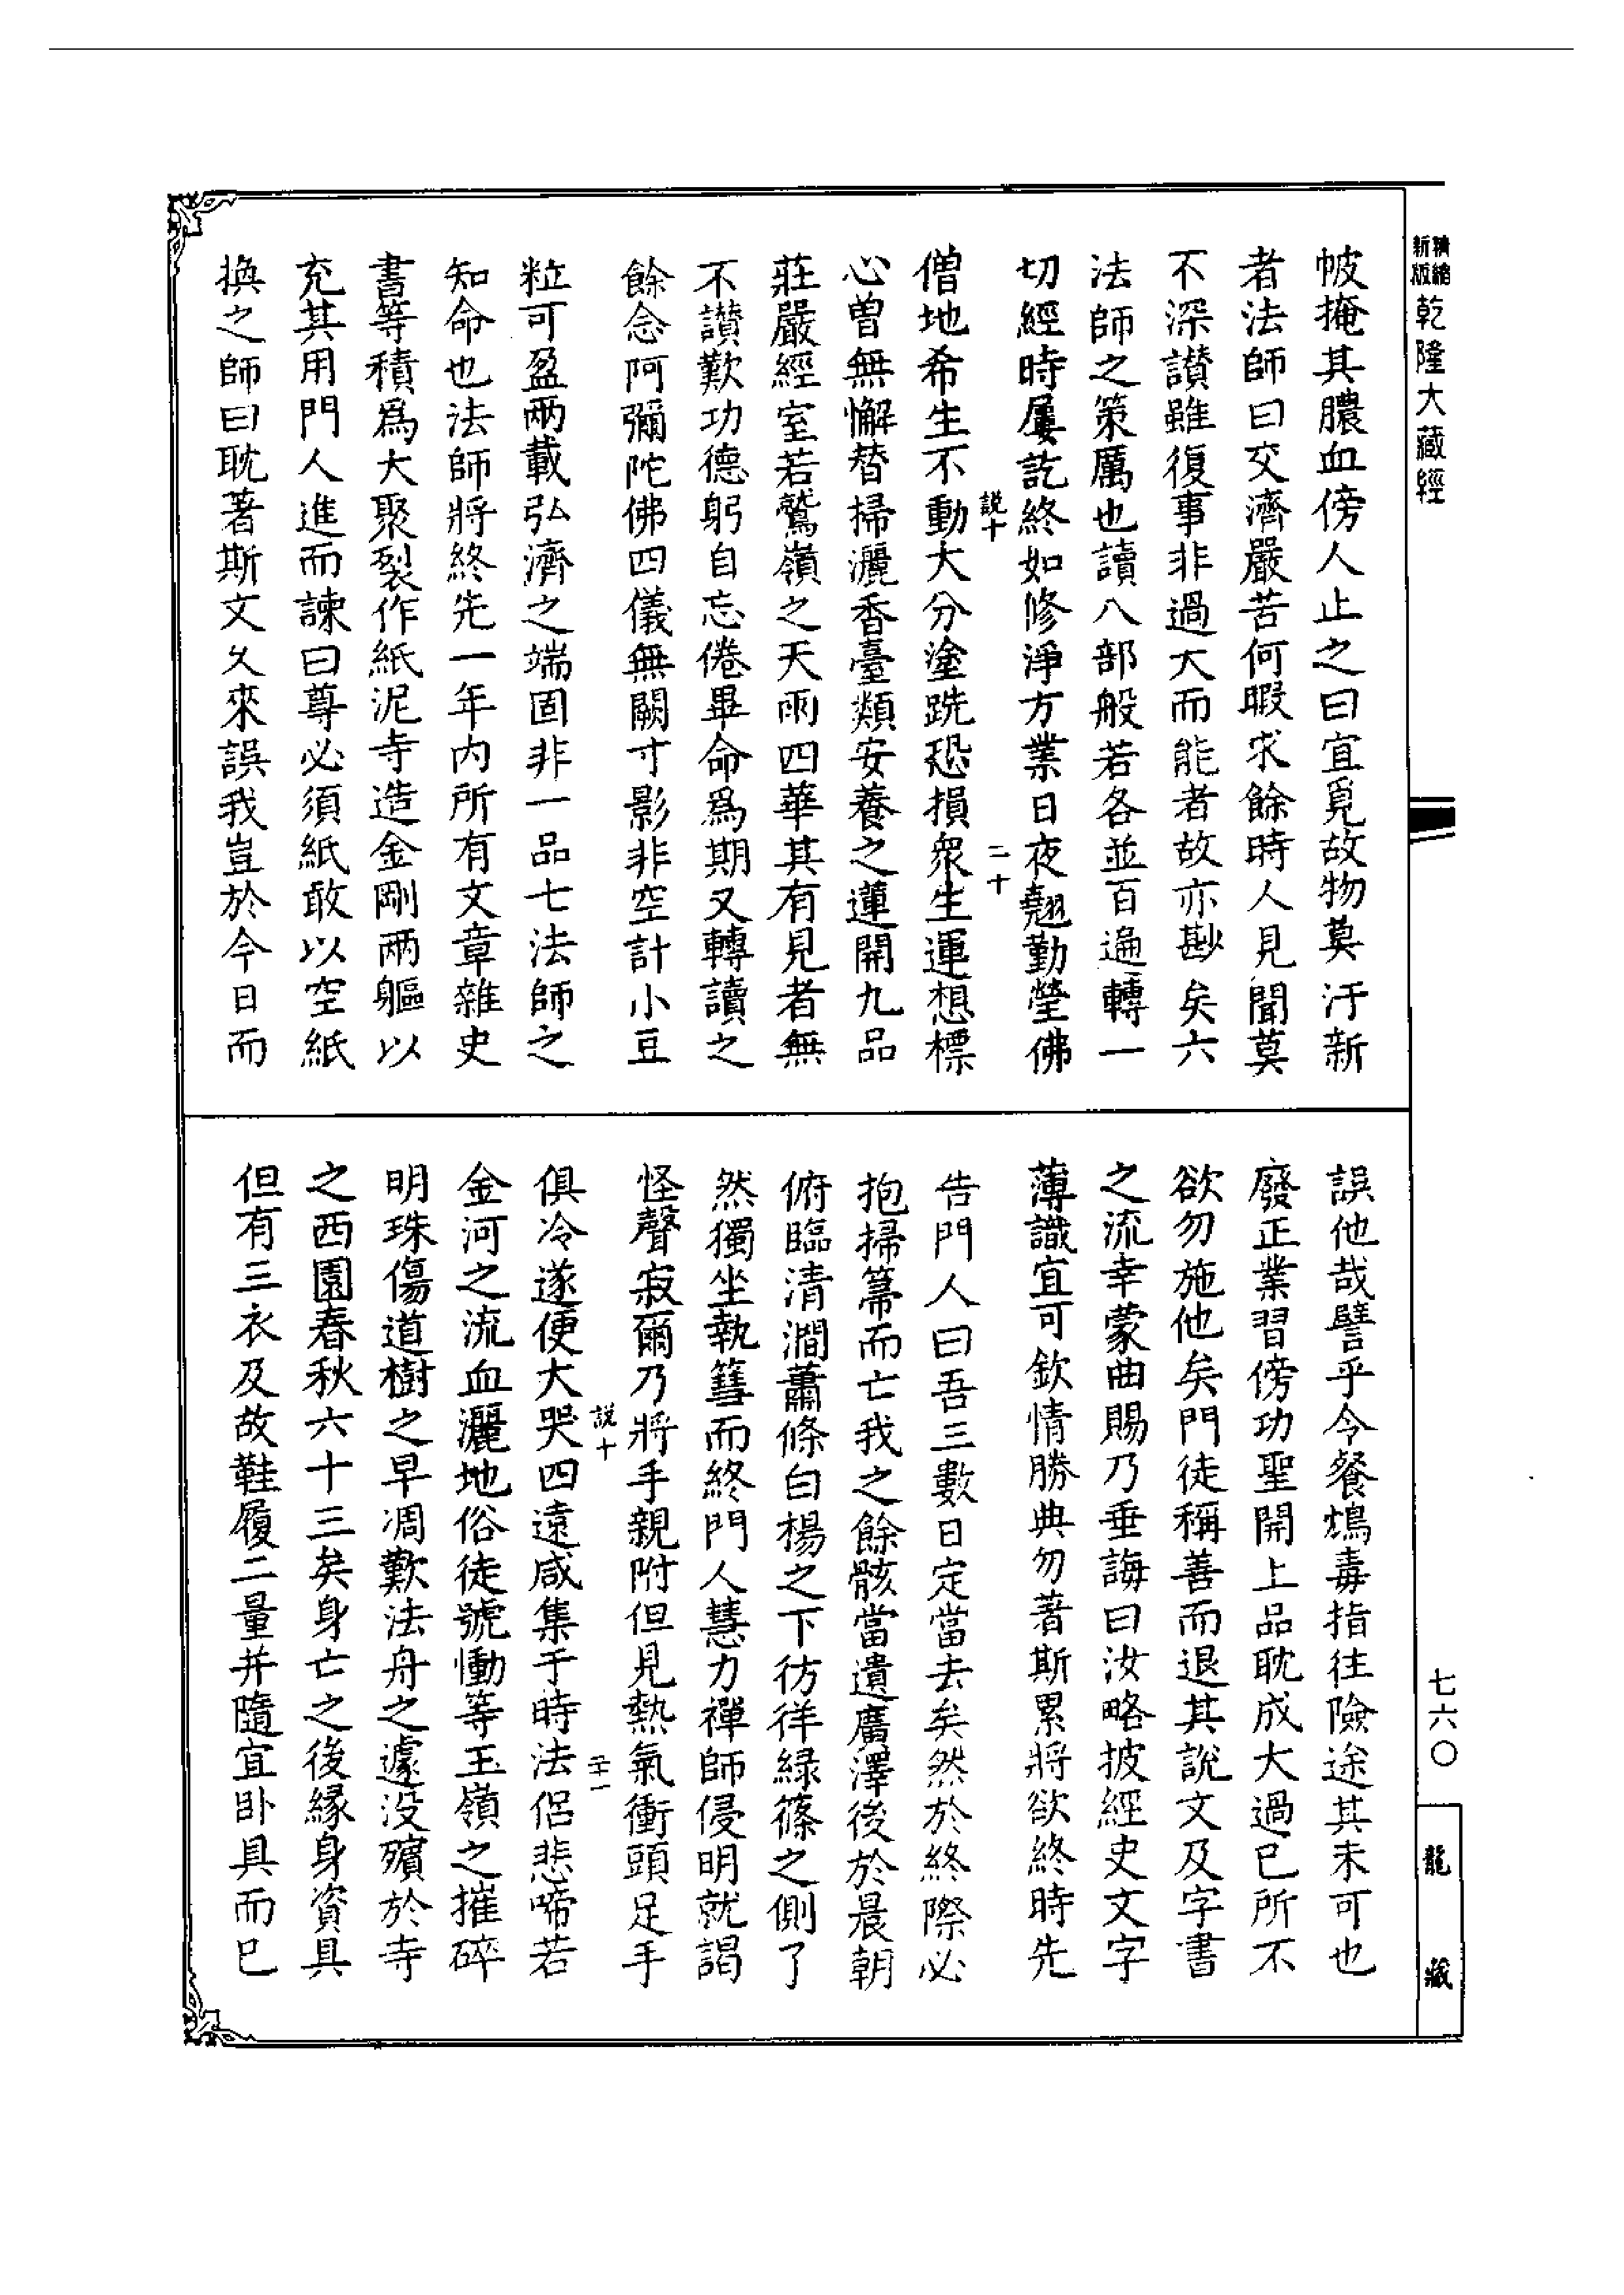 精縮新版乾隆大藏經
帔掩其膿血傍人止之曰宜覓故物莫汙新
者法師曰交濟嚴苦何暇求餘時人見聞莫
不深讃雖復事非過大而能者故亦尠矣六
法師之策厲也讀八部般若各並百遍轉一
切經時屢訖終如修淨方業日夜翹勤瑩佛
說十
二十
僧地希生不動大分塗跣恐損衆生運想標
心曽無懈替掃灑香臺類安養之蓮開九品
莊嚴經室若鷲嶺之天雨四華其有見者無
不讃歎功德躬自忘倦畢命爲期又轉讀之
餘念阿彌陀佛四儀無闕寸影非空計小豆
粒可盈兩載弘濟之端固非一品七法師之
知命也法師將終先一年内所有文章雜史
書等積爲大聚裂作紙泥寺造金剛兩軀以
充其用門人進而諫曰尊必須紙敢以空紙
換之師曰耽著斯文久來誤我豈於今日而
誤他哉譬乎令餐鴆毒指往險途其未可也
廢正業習傍功聖開上品耽成大過已所不
欲勿施他矣門徒稱善而退其說文及字書
之流幸蒙曲賜乃垂誨曰汝略披經史文字
薄識宜可欽情勝典勿著斯累將欲終時先
告門人曰吾三數日定當去矣然於終際必
抱掃篲而亡我之餘骸當遺廣澤後於晨朝
俯臨清澗蕭條白楊之下彷徉緑篠之側了
然獨坐執篲而終門人慧力禪師侵明就謁
怪聲寂爾乃將手親附但見熱氣衝頭足手
說十
二十一
俱冷遂便大哭四遠咸集于時法侣悲啼若
金河之流血灑地俗徒號慟等玉嶺之摧碎
明珠傷道樹之早凋歎法舟之遽没殯於寺
之西園春秋六十三矣身亡之後縁身資具
但有三衣及故鞋履二量并隨宜卧具而已
七六〇
龍藏